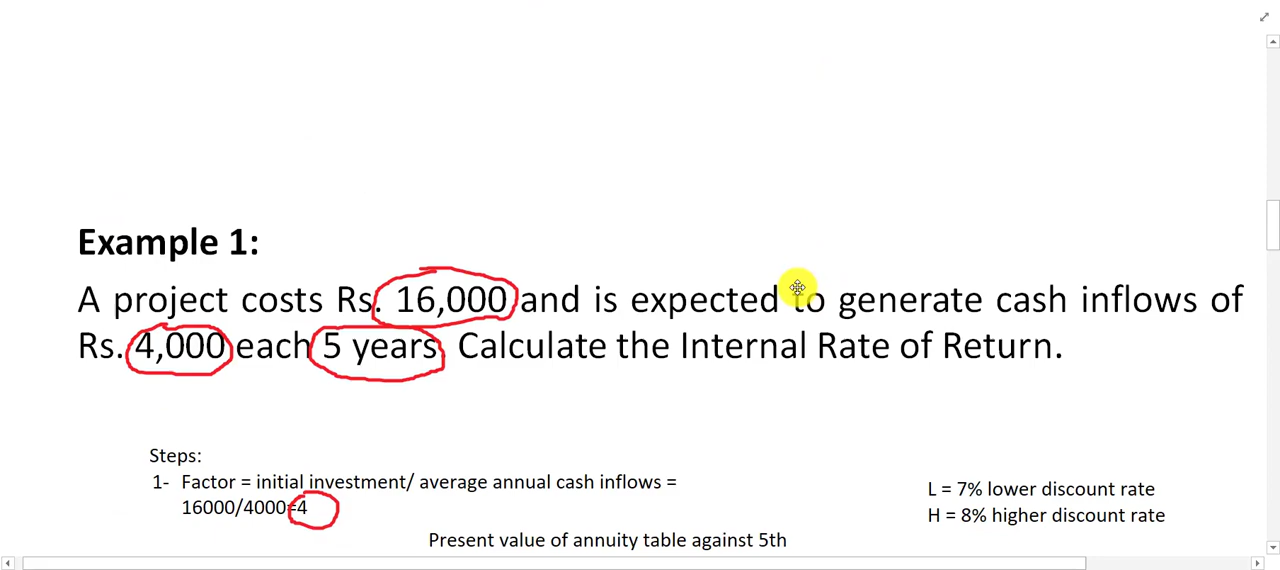 Example 1:
A project costs Rs. 16,000 and is expected to generate cash inflows of
Rs. 4,000 each 5 years. Calculate the Internal Rate of Return.
Steps:
1- Factor = initial investment/ average annual cash inflows =
16000/4000=4
L = 7% lower discount rate
H = 8% higher discount rate
Present value of annuity table against 5th